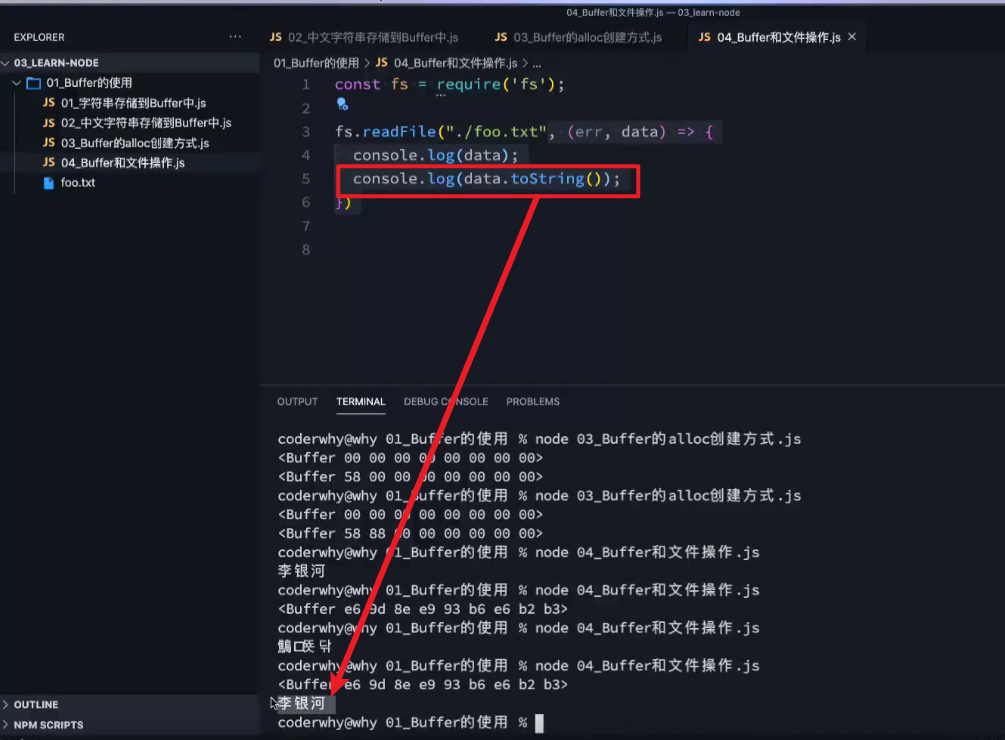 04_Buffer和文件操作.js — 03_learn-node
EXPLORER
JS 02_中文字符串存储到Buffer中.js
JS 03_Buffer的alloc创建方式.js
JS 04_Buffer和文件操作.js
03_LEARN-NODE
01_Buffer的使用
JS 01_字符串存储到Buffer中.js
JS 02_中文字符串存储到Buffer中.js
JS 03_Buffer的alloc创建方式.js
JS 04_Buffer和文件操作.js
foo.txt
01_Buffer的使用 > JS 04_Buffer和文件操作.js > ...
1 const fs = require('fs');
2
3 fs.readFile("./foo.txt", (err, data) => {
4 console.log(data);
5 console.log(data.toString());
6 })
7
8
OUTPUT TERMINAL DEBUG CONSOLE PROBLEMS
coderwhy@why 01_Buffer的使用 % node 03_Buffer的alloc创建方式.js
<Buffer 00 00 00 00 00 00 00 00>
<Buffer 58 00 00 00 00 00 00 00>
coderwhy@why 01_Buffer的使用 % node 03_Buffer的alloc创建方式.js
<Buffer 00 00 00 00 00 00 00 00>
<Buffer 58 88 00 00 00 00 00 00>
coderwhy@why 01_Buffer的使用 % node 04_Buffer和文件操作.js
李银河
coderwhy@why 01_Buffer的使用 % node 04_Buffer和文件操作.js
<Buffer e6 9d 8e e9 93 b6 e6 b2 b3>
coderwhy@why 01_Buffer的使用 % node 04_Buffer和文件操作.js
coderwhy@why 01_Buffer的使用 % node 04_Buffer和文件操作.js
<Buffer e6 9d 8e e9 93 b6 e6 b2 b3>
李银河
coderwhy@why 01_Buffer的使用 %
OUTLINE
NPM SCRIPTS